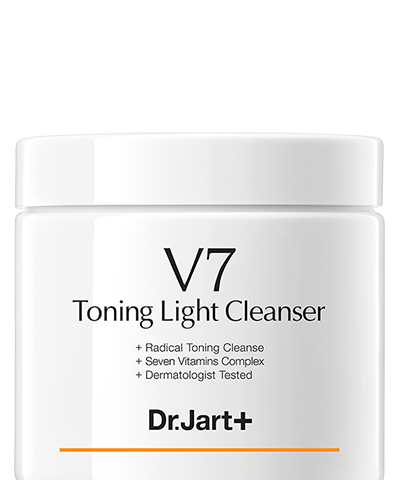 V7
Toning Light Cleanser
+ Radical Toning Cleanse
+ Seven Vitamins Complex
+ Dermatologist Tested
Dr.Jart+